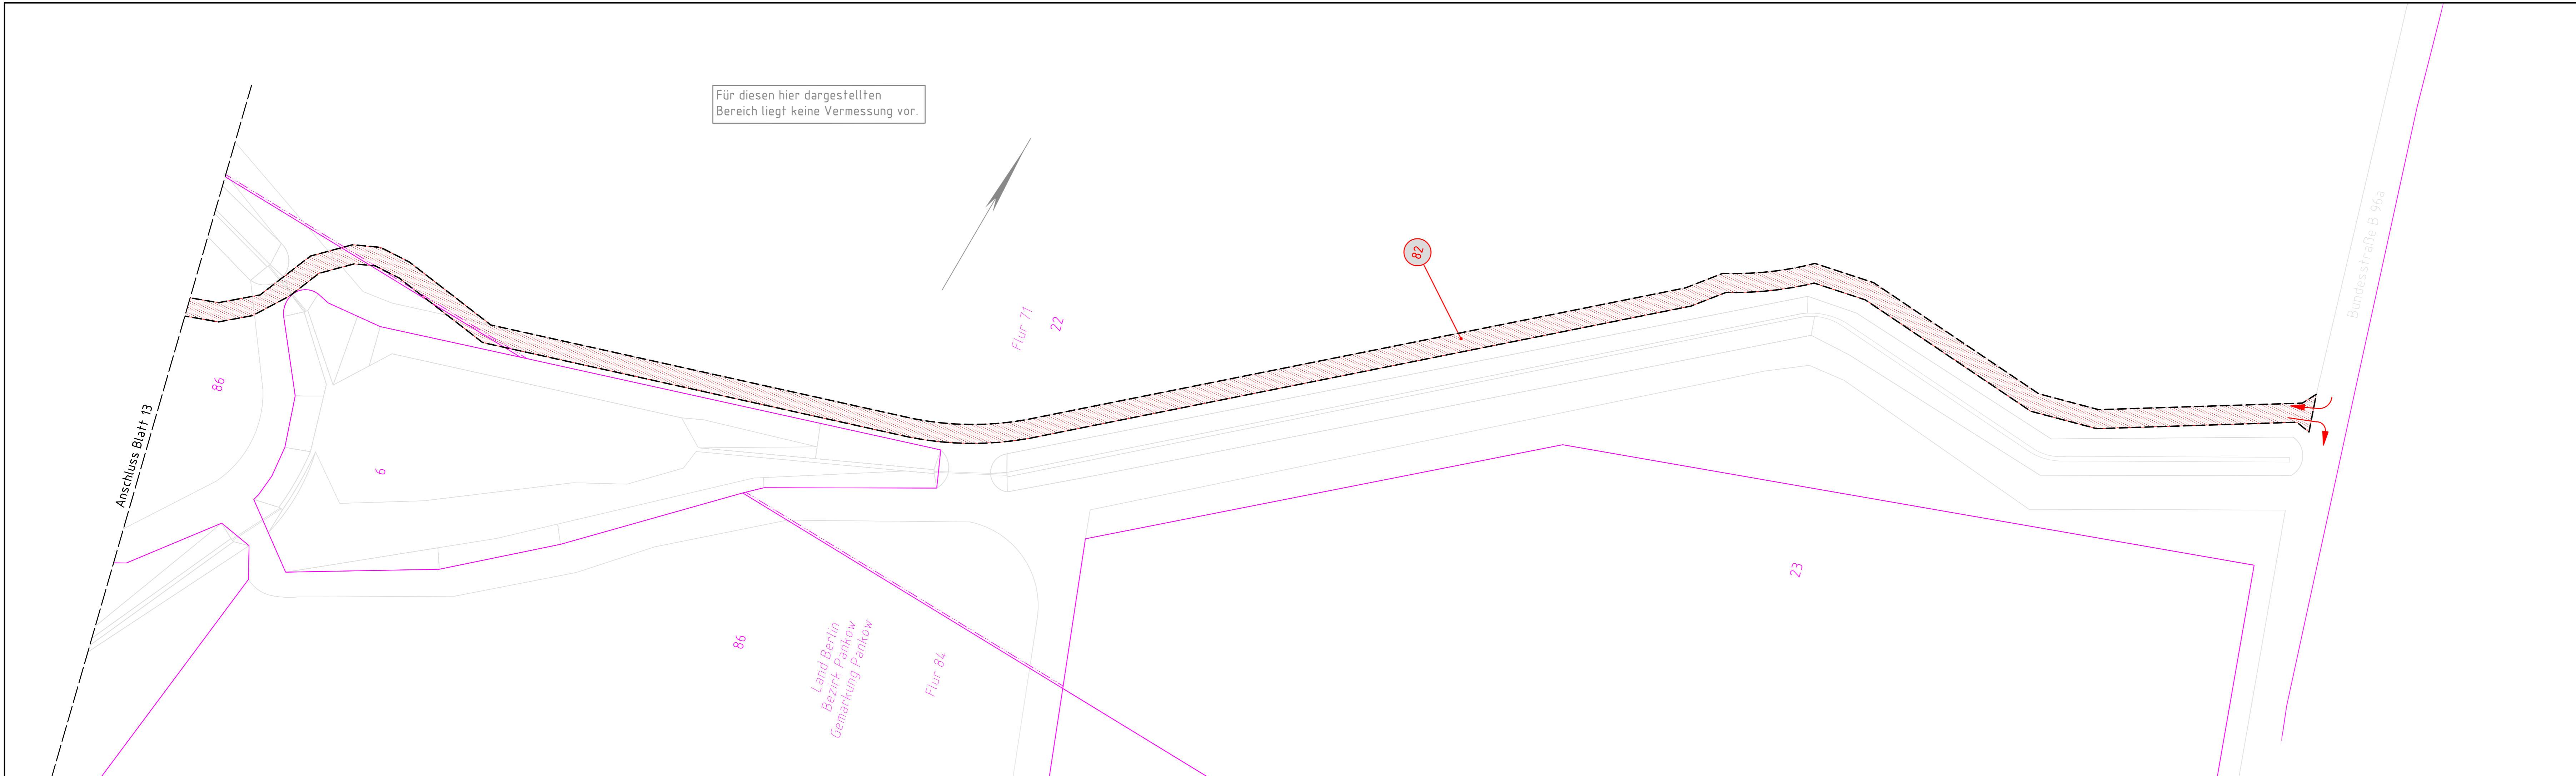 Für diesen hier dargestellten
Bereich liegt keine Vermessung vor.
Bundesstraße B 96a
82
Flur 71
22
86
Anschluss Blatt 13
6
23
86
Land Berlin
Bezirk Pankow
Gemarkung Pankow
Flur 84